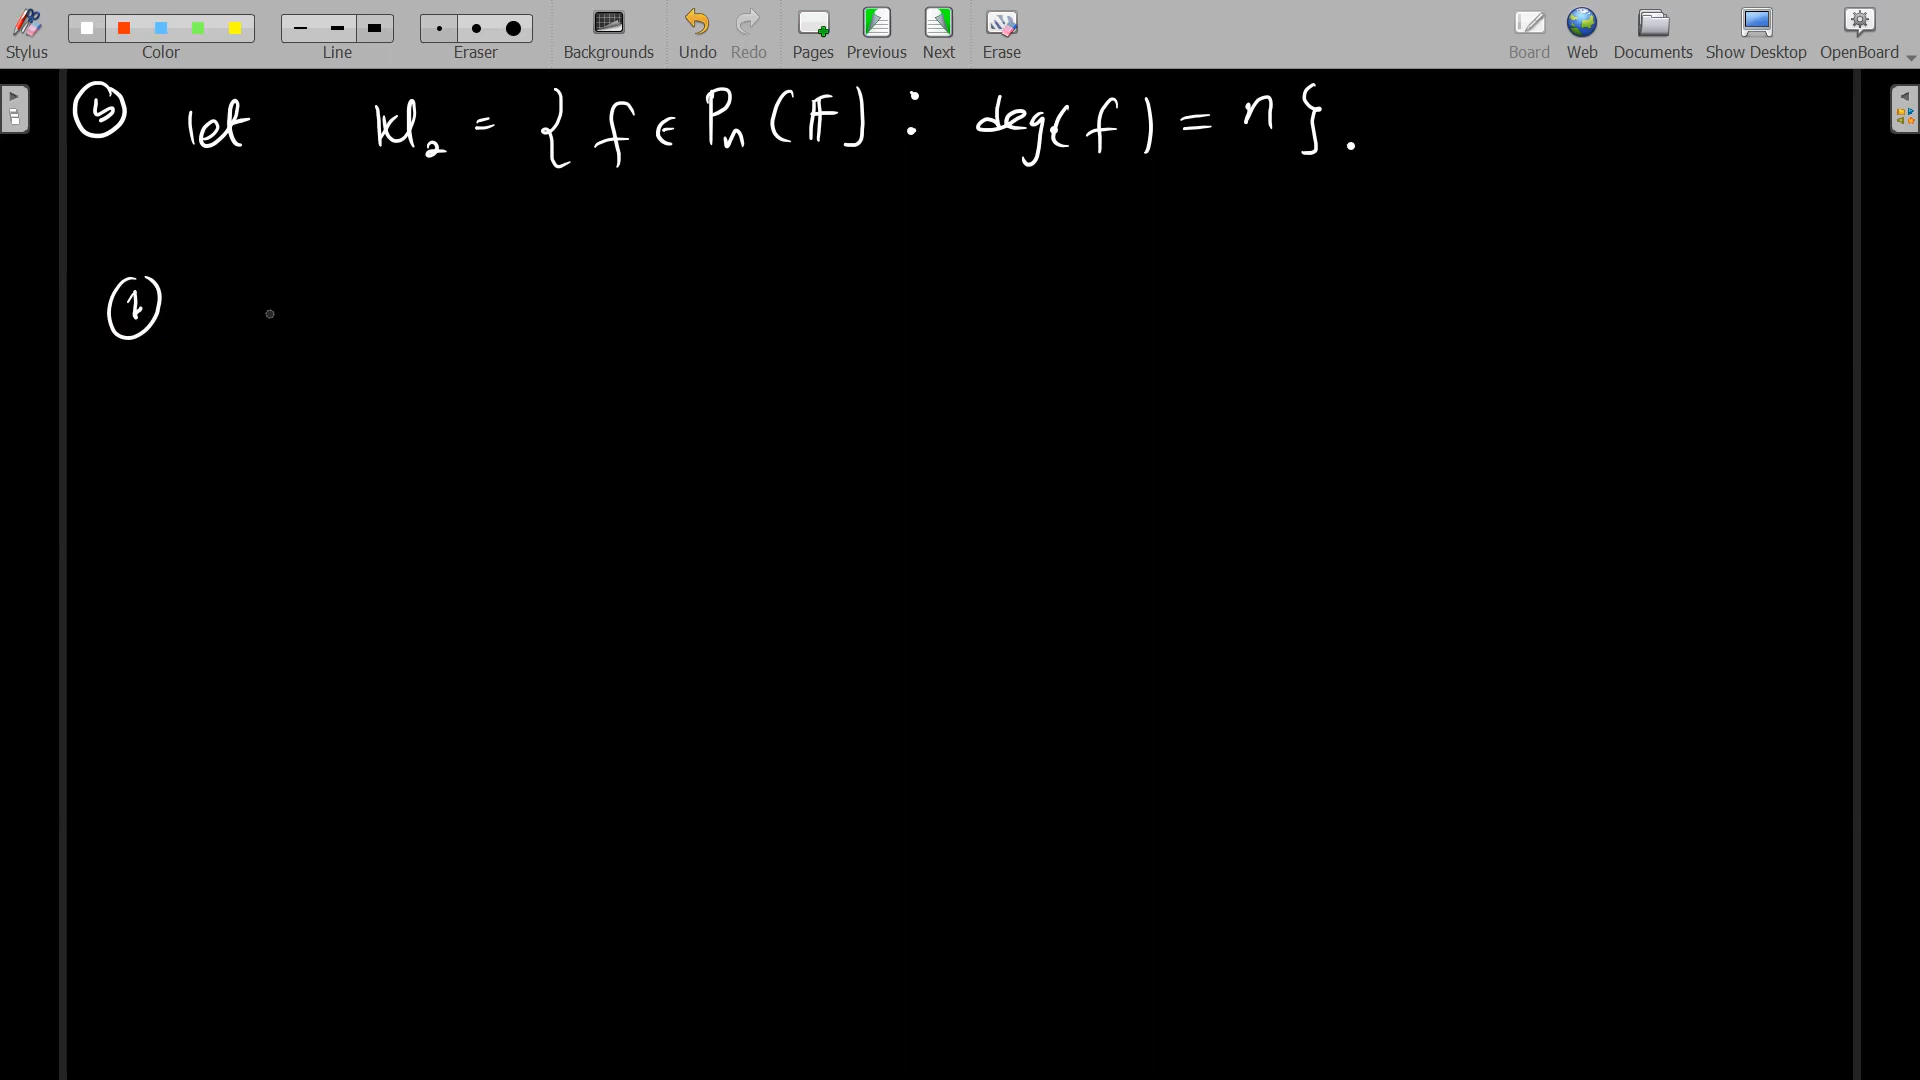 Stylus Color Line Eraser Backgrounds Undo Redo Pages Previous Next Erase Board Web Documents Show Desktop OpenBoard
ⓑ let W₂ = { f ∈ Pₙ (𝔽) : deg(f) = n }.
①